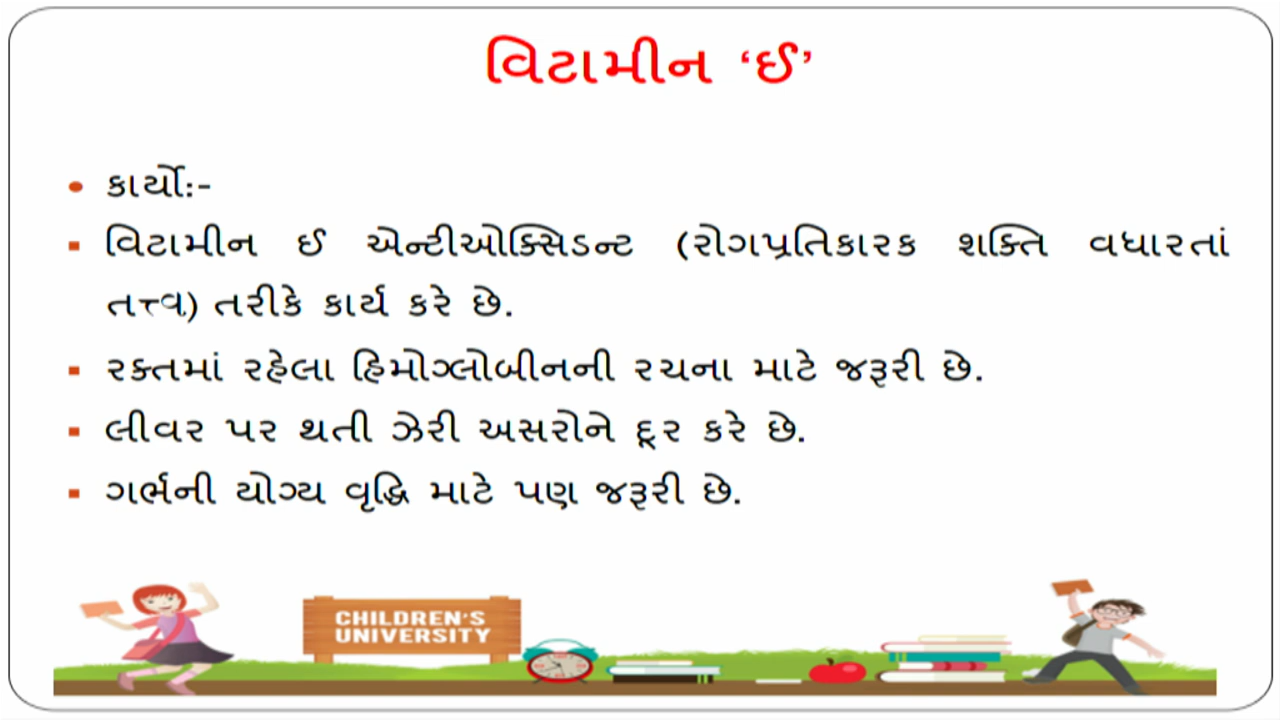 વિટામીન ‘ઈ’
કાર્યો:-
વિટામીન ઈ એન્ટીઓક્સિડન્ટ (રોગપ્રતિકારક શક્તિ વધારતાં
તત્ત્વ) તરીકે કાર્ય કરે છે.
રક્તમાં રહેલા હિમોગ્લોબીનની રચના માટે જરૂરી છે.
લીવર પર થતી ઝેરી અસરોને દૂર કરે છે.
ગર્ભની યોગ્ય વૃદ્ધિ માટે પણ જરૂરી છે.
CHILDREN'S
UNIVERSITY